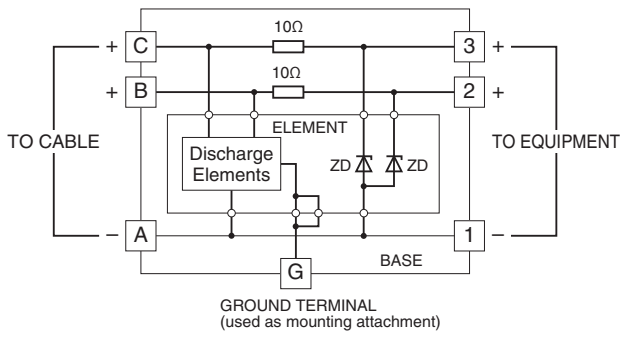 10Ω
+ C 3 +
10Ω
+ B 2 +
ELEMENT
TO CABLE
Discharge
Elements
ZD ZD
TO EQUIPMENT
– A 1 –
G
BASE
GROUND TERMINAL
(used as mounting attachment)